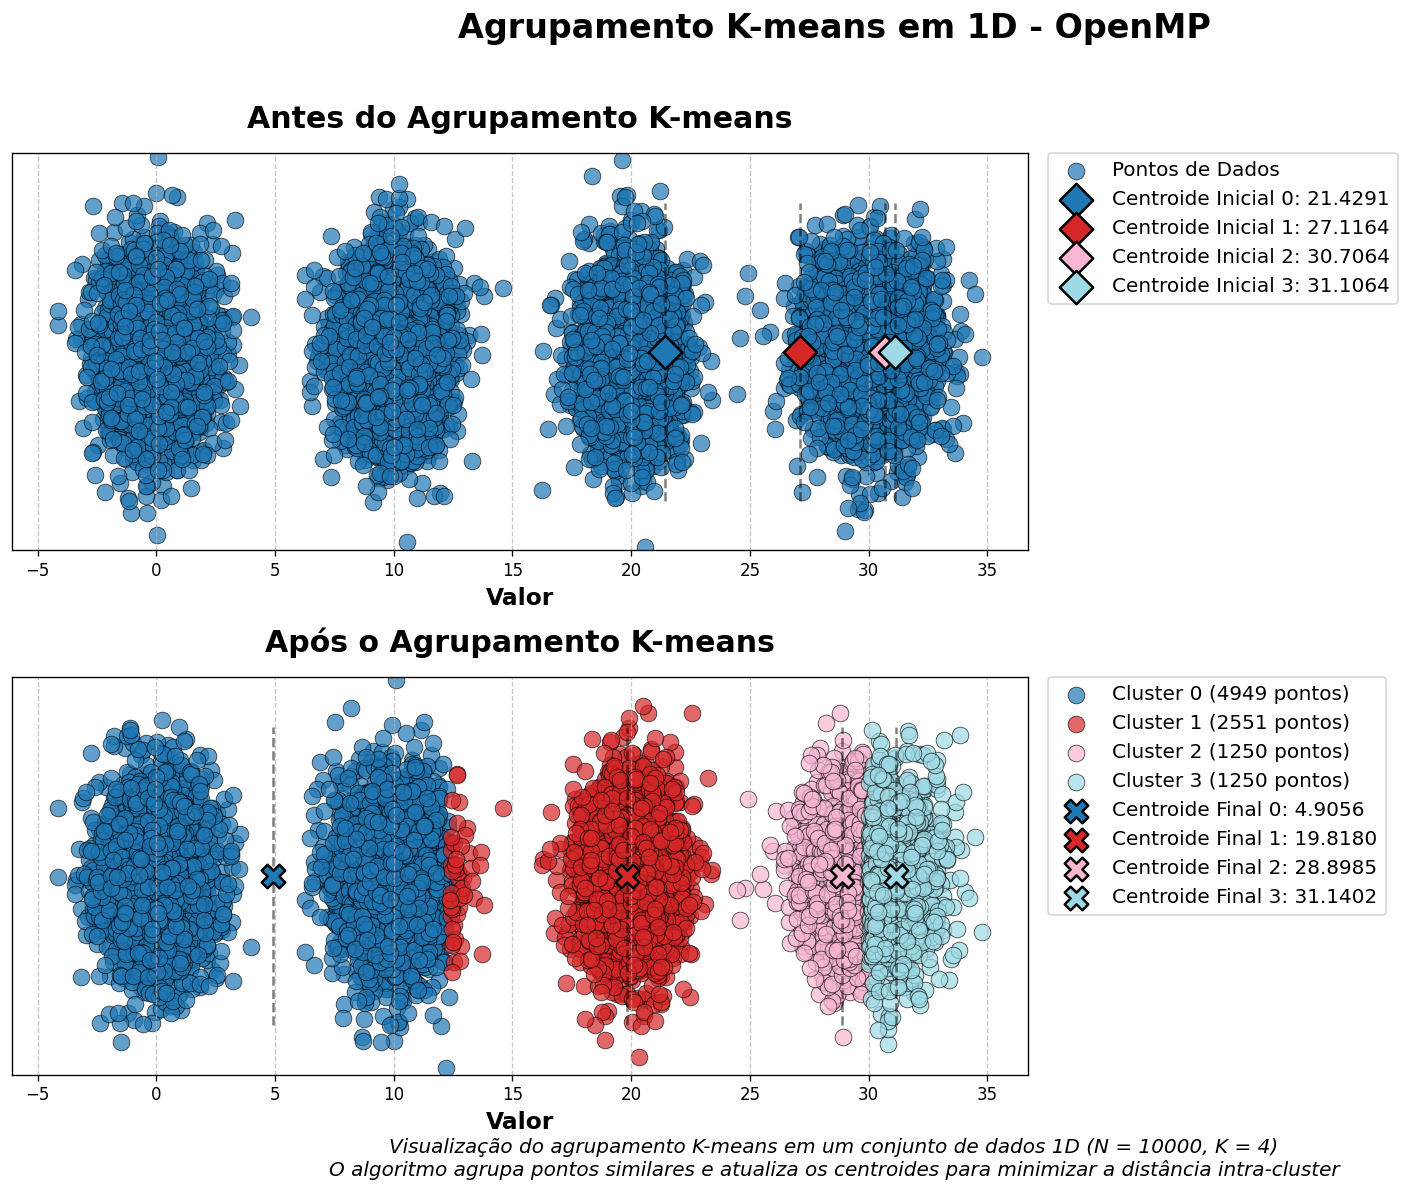 Agrupamento K-means em 1D - OpenMP
Antes do Agrupamento K-means
Pontos de Dados
Centroide Inicial 0: 21.4291
Centroide Inicial 1: 27.1164
Centroide Inicial 2: 30.7064
Centroide Inicial 3: 31.1064
−5 0 5 10 15 20 25 30 35
Valor
Após o Agrupamento K-means
Cluster 0 (4949 pontos)
Cluster 1 (2551 pontos)
Cluster 2 (1250 pontos)
Cluster 3 (1250 pontos)
Centroide Final 0: 4.9056
Centroide Final 1: 19.8180
Centroide Final 2: 28.8985
Centroide Final 3: 31.1402
−5 0 5 10 15 20 25 30 35
Valor
Visualização do agrupamento K-means em um conjunto de dados 1D (N = 10000, K = 4)
O algoritmo agrupa pontos similares e atualiza os centroides para minimizar a distância intra-cluster